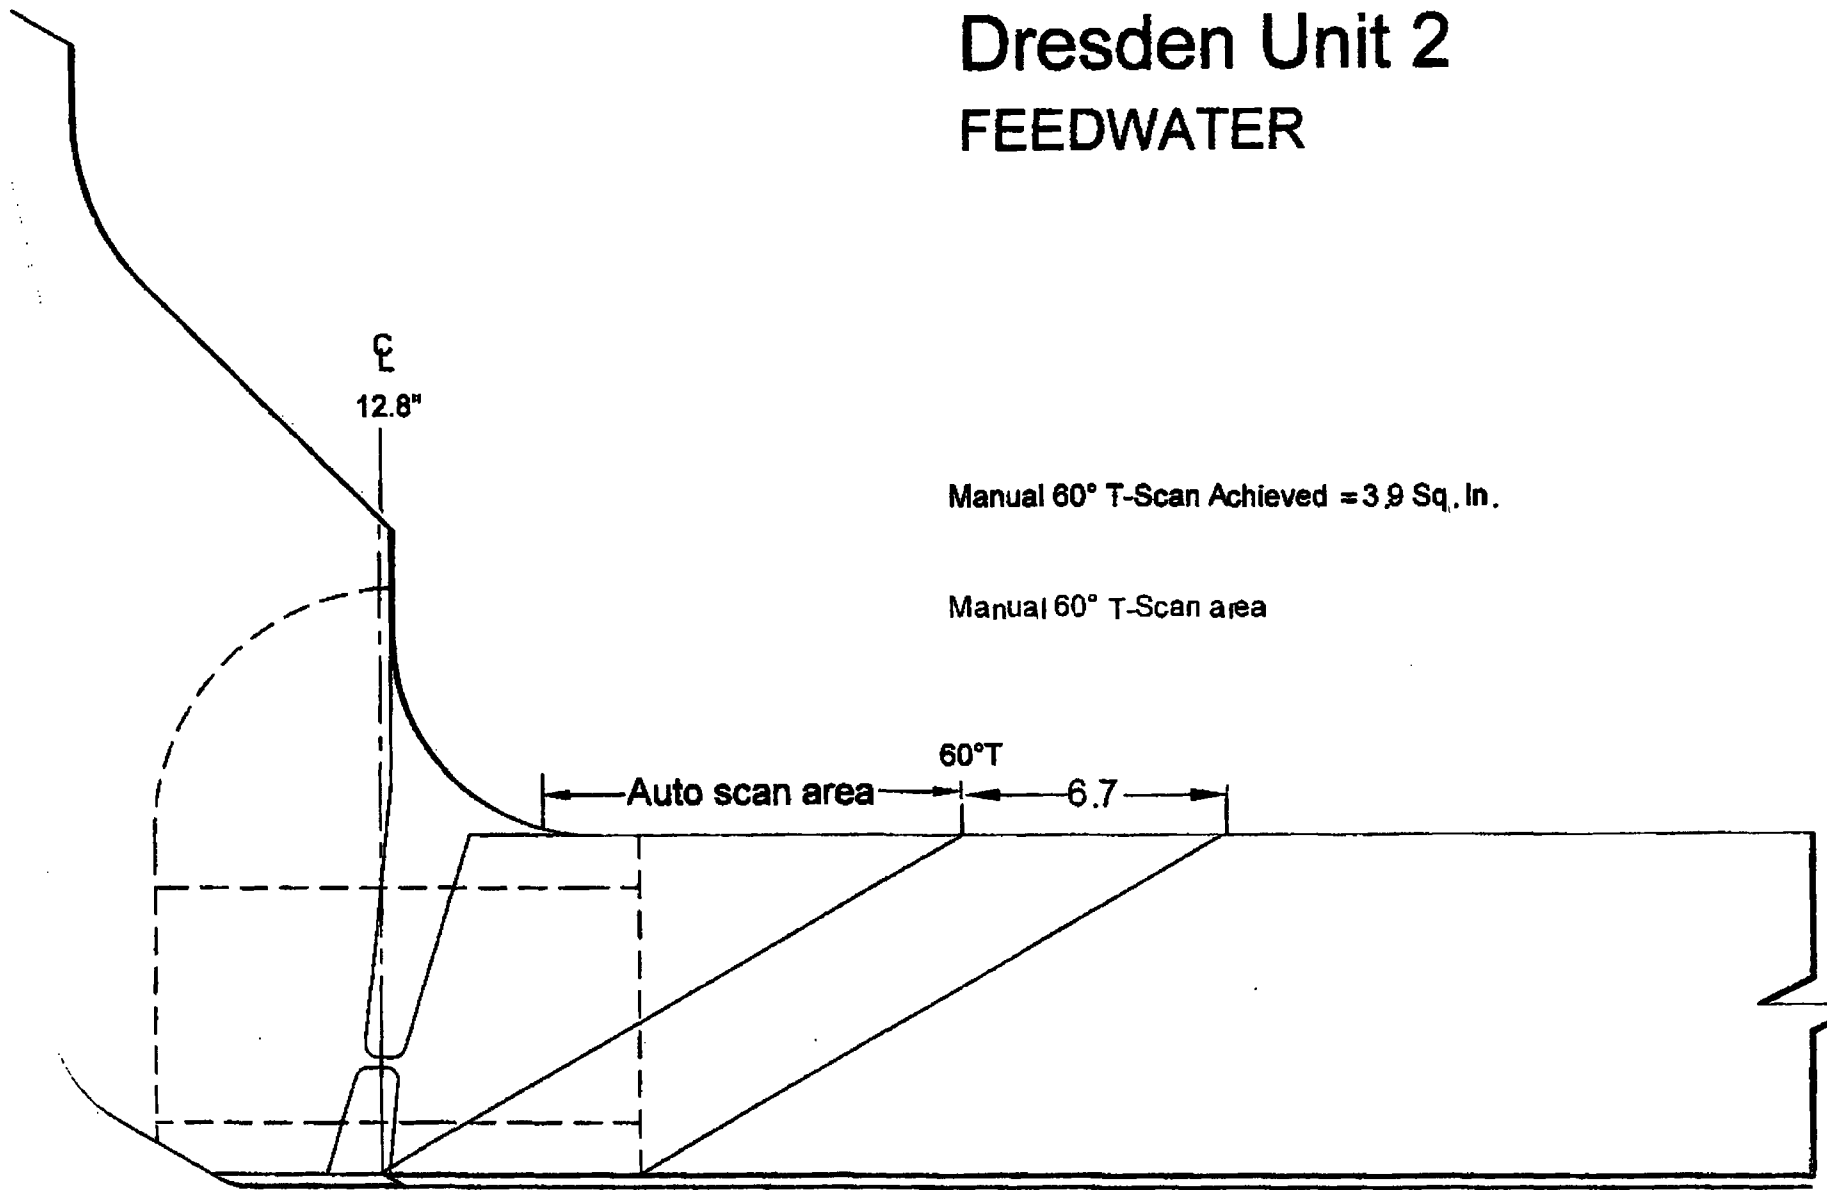 Dresden Unit 2
FEEDWATER
℄
12.8"
Manual 60° T-Scan Achieved = 3.9 Sq. In.
Manual 60° T-Scan area
60°T
Auto scan area
6.7